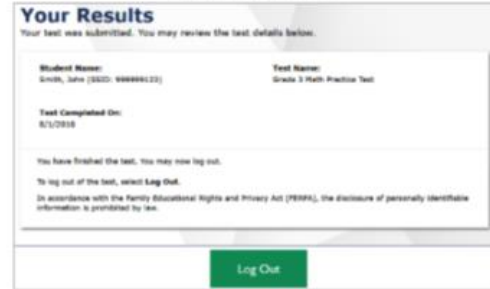 Your Results
Your test was submitted. You may review the test details below.
Student Name:
Smith, John (SSID: 999999123)
Test Name:
Grade 3 Math Practice Test
Test Completed On:
8/1/2018
You have finished the test. You may now log out.
To log out of the test, select Log Out.
In accordance with the Family Educational Rights and Privacy Act (FERPA), the disclosure of personally identifiable
information is prohibited by law.
Log Out